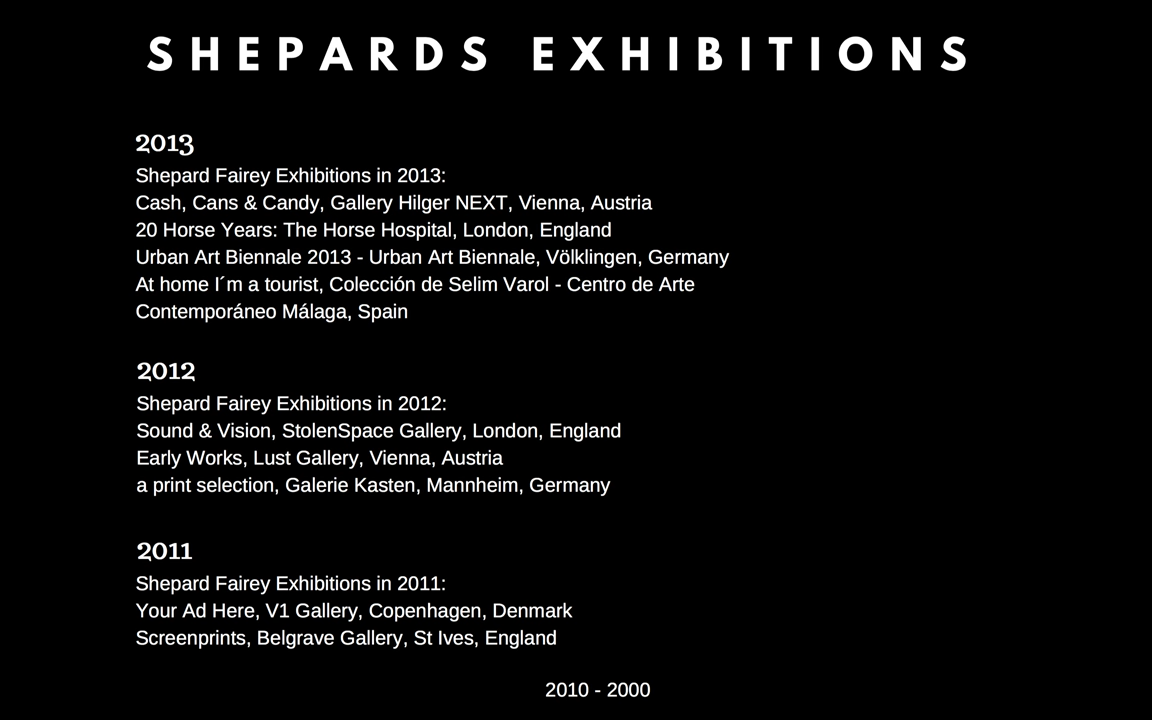 SHEPARDS EXHIBITIONS
2013
Shepard Fairey Exhibitions in 2013:
Cash, Cans & Candy, Gallery Hilger NEXT, Vienna, Austria
20 Horse Years: The Horse Hospital, London, England
Urban Art Biennale 2013 - Urban Art Biennale, Völklingen, Germany
At home I´m a tourist, Colección de Selim Varol - Centro de Arte
Contemporáneo Málaga, Spain
2012
Shepard Fairey Exhibitions in 2012:
Sound & Vision, StolenSpace Gallery, London, England
Early Works, Lust Gallery, Vienna, Austria
a print selection, Galerie Kasten, Mannheim, Germany
2011
Shepard Fairey Exhibitions in 2011:
Your Ad Here, V1 Gallery, Copenhagen, Denmark
Screenprints, Belgrave Gallery, St Ives, England
2010 - 2000